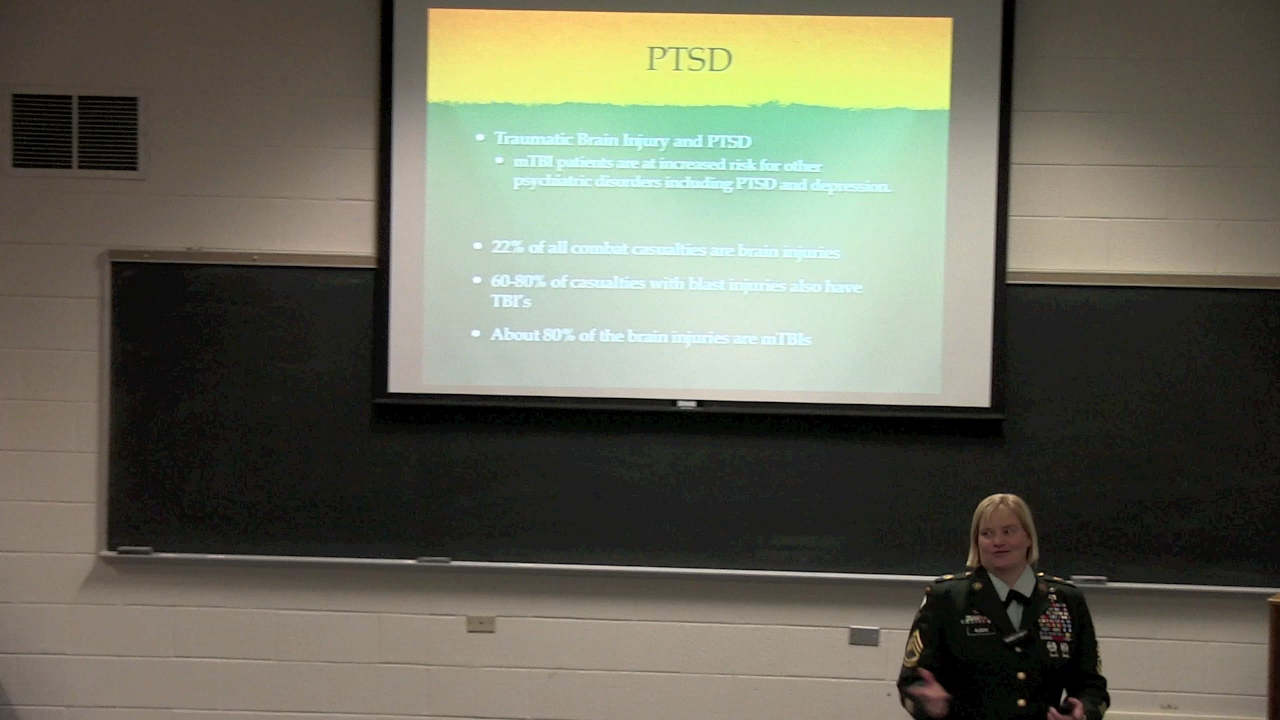 PTSD
• Traumatic Brain Injury and PTSD
• mTBI patients are at increased risk for other
psychiatric disorders including PTSD and depression.
• 22% of all combat casualties are brain injuries
• 60-80% of casualties with blast injuries also have
TBI's
• About 80% of the brain injuries are mTBIs